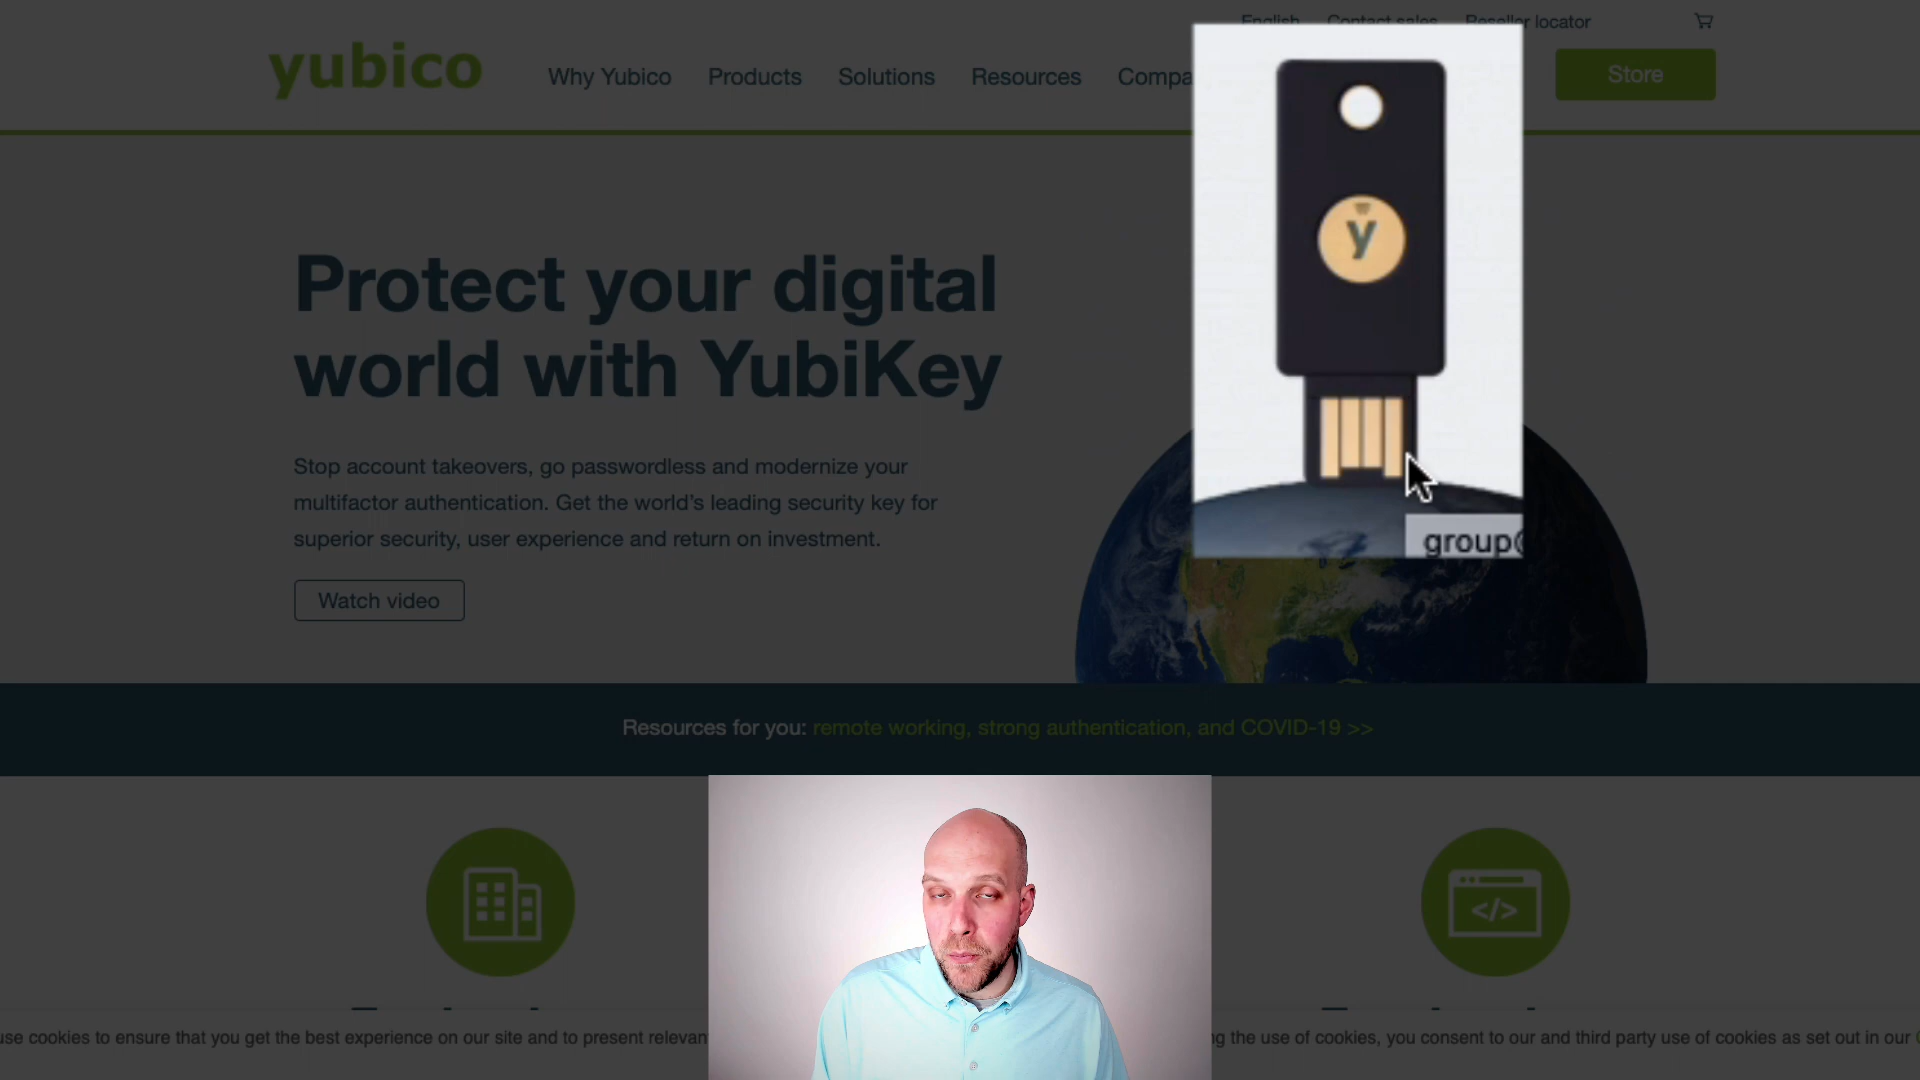 English Contact sales Reseller locator
yubico
Why Yubico Products Solutions Resources Compa
Store
y
Protect your digital
world with YubiKey
Stop account takeovers, go passwordless and modernize your
multifactor authentication. Get the world’s leading security key for
superior security, user experience and return on investment.
group@
Watch video
Resources for you: remote working, strong authentication, and COVID-19 >>
</>
use cookies to ensure that you get the best experience on our site and to present relevan
ng the use of cookies, you consent to our and third party use of cookies as set out in our